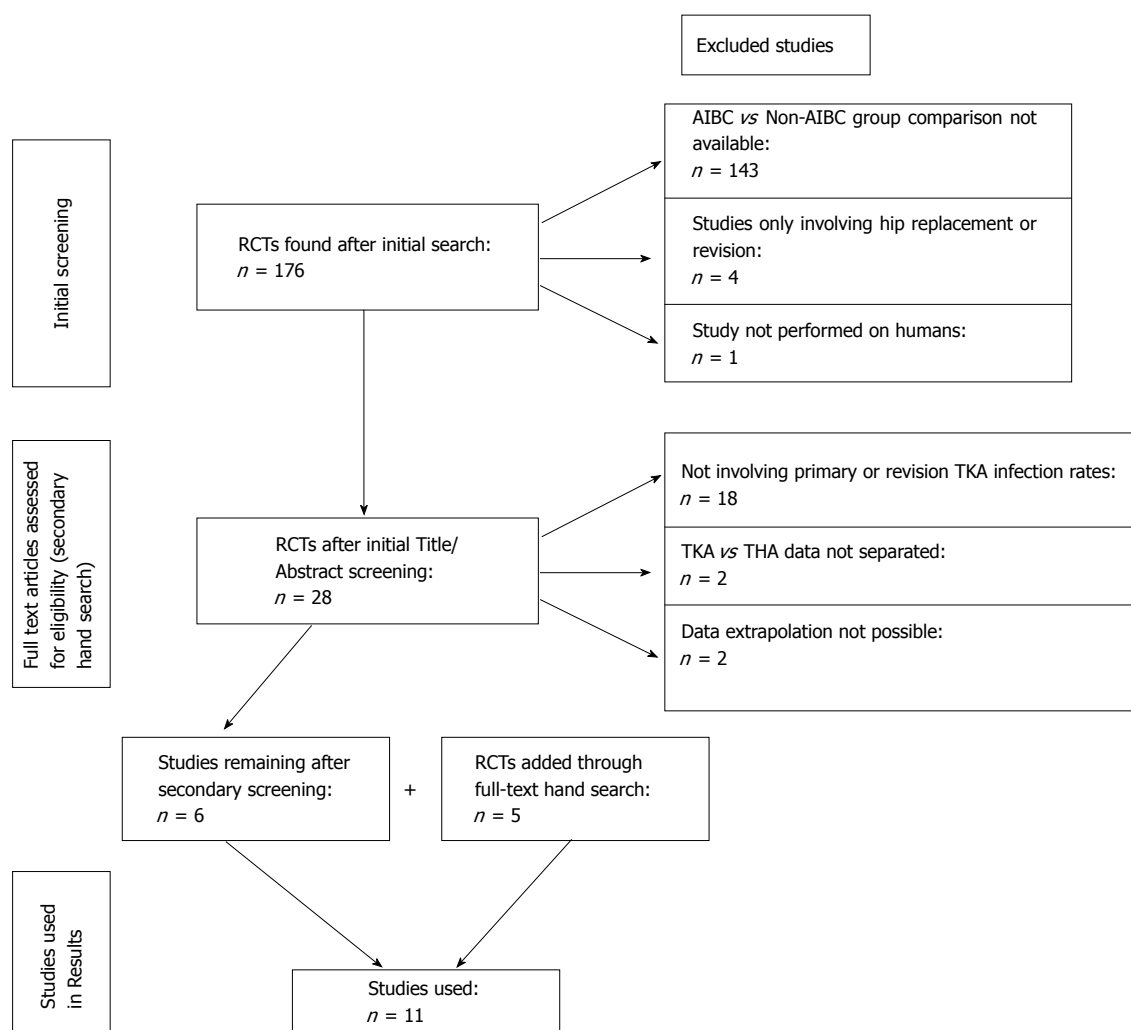 Excluded studies
Initial screening
RCTs found after initial search:
n = 176
AIBC vs Non-AIBC group comparison not
available:
n = 143
Studies only involving hip replacement or
revision:
n = 4
Study not performed on humans:
n = 1
Full text articles assessed
for eligibility (secondary
hand search)
RCTs after initial Title/
Abstract screening:
n = 28
Not involving primary or revision TKA infection rates:
n = 18
TKA vs THA data not separated:
n = 2
Data extrapolation not possible:
n = 2
Studies remaining after
secondary screening:
n = 6
+
RCTs added through
full-text hand search:
n = 5
Studies used
in Results
Studies used:
n = 11